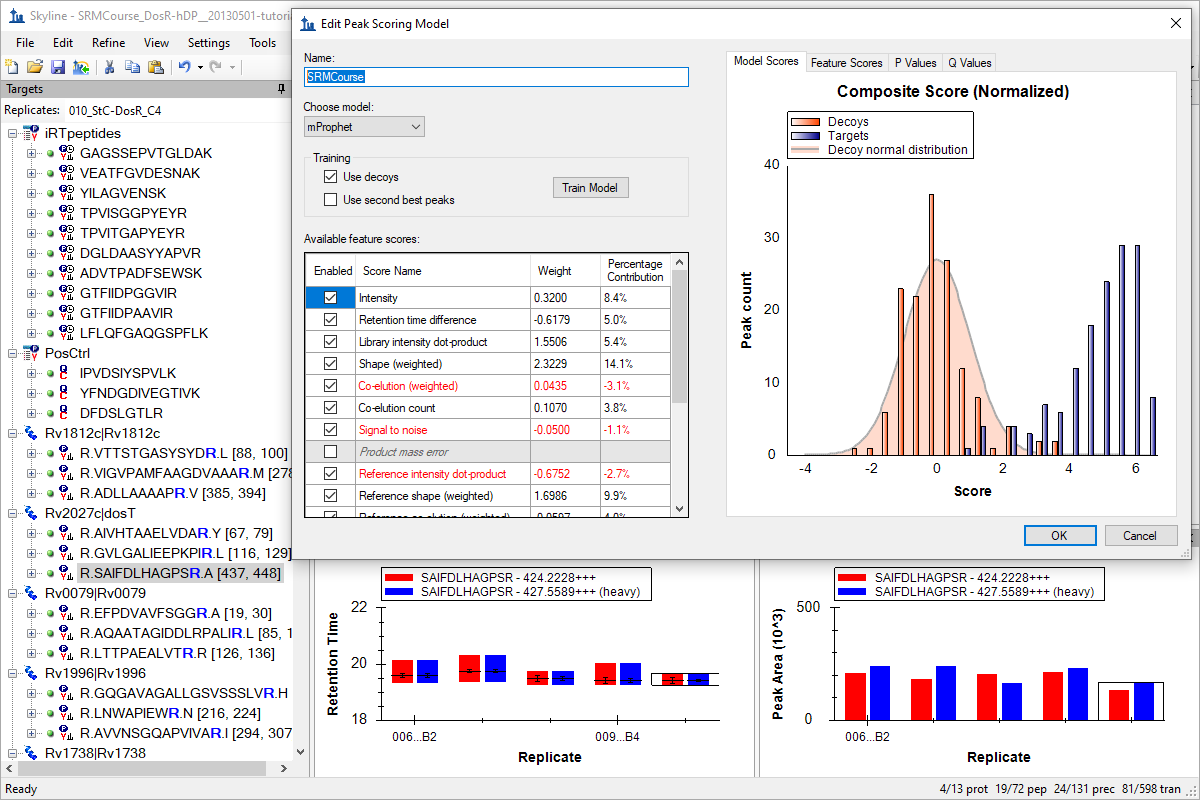 Skyline - SRMCourse_DosR-hDP__20130501-tutori
File Edit Refine View Settings Tools
Targets
Replicates: 010_StC-DosR_C4
iRTpeptides
GAGSSEPVTGLDAK
VEATFGVDESNAK
YILAGVENSK
TPVISGGPYEYR
TPVITGAPYEYR
DGLDAASYYAPVR
ADVTPADFSEWSK
GTFIIDPGGVIR
GTFIIDPAAVIR
LFLQFGAQGSPFLK
PosCtrl
IPVDSIYSPVLK
YFNDGDIVEGTIVK
DFDSLGTLR
Rv1812c|Rv1812c
R.VTTSTGASYSYDR.L [88, 100]
R.VIGVPAMFAAGDVAAAR.M [278
R.ADLLAAAAPR.V [385, 394]
Rv2027c|dosT
R.AIVHTAAELVDAR.Y [67, 79]
R.GVLGALIEEPKPIR.L [116, 129]
R.SAIFDLHAGPSR.A [437, 448]
Rv0079|Rv0079
R.EFPDVAVFSGGR.A [19, 30]
R.AQAATAGIDDLRPALIR.L [85, 1
R.LTTPAEALVTR.R [126, 136]
Rv1996|Rv1996
R.GQGAVAGALLGSVSSSLVR.H
R.LNWAPIEWR.N [216, 224]
R.AVVNSGQAPVIVAR.I [294, 307
Rv1738|Rv1738
Ready
Edit Peak Scoring Model
Name:
SRMCourse
Choose model:
mProphet
Training
Use decoys
Use second best peaks
Train Model
Available feature scores:
Enabled Score Name Weight Percentage Contribution
Intensity 0.3200 8.4%
Retention time difference -0.6179 5.0%
Library intensity dot-product 1.5506 5.4%
Shape (weighted) 2.3229 14.1%
Co-elution (weighted) 0.0435 -3.1%
Co-elution count 0.1070 3.8%
Signal to noise -0.0500 -1.1%
Product mass error
Reference intensity dot-product -0.6752 -2.7%
Reference shape (weighted) 1.6986 9.9%
Model Scores Feature Scores P Values Q Values
Composite Score (Normalized)
Decoys
Targets
Decoy normal distribution
Peak count
40
30
20
10
0
-4 -2 0 2 4 6
Score
OK Cancel
SAIFDLHAGPSR - 424.2228+++
SAIFDLHAGPSR - 427.5589+++ (heavy)
Retention Time
22
20
18
006...B2 009...B4
Replicate
SAIFDLHAGPSR - 424.2228+++
SAIFDLHAGPSR - 427.5589+++ (heavy)
Peak Area (10^3)
500
0
006...B2
Replicate
4/13 prot 19/72 pep 24/131 prec 81/598 tran